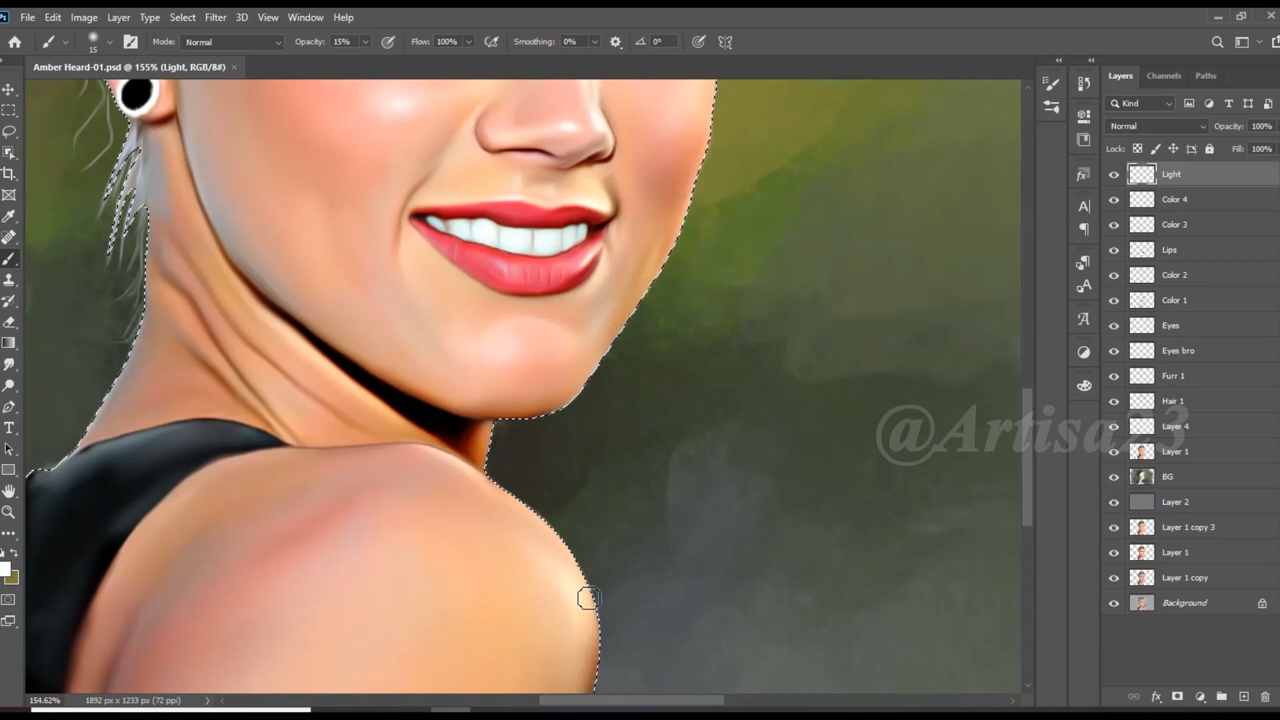 Ps File Edit Image Layer Type Select Filter 3D View Window Help
15 Mode: Normal Opacity: 15% Flow: 100% Smoothing: 0% 0°
Amber Heard-01.psd @ 155% (Light, RGB/8#) ×
Layers Channels Paths
Kind
Normal Opacity: 100%
Lock: Fill: 100%
Light
Color 4
Color 3
Lips
Color 2
Color 1
Eyes
Eyes bro
Furr 1
Hair 1
@Artisa23
Layer 4
Layer 1
BG
Layer 2
Layer 1 copy 3
Layer 1
Layer 1 copy
Background
154.62% 1892 px x 1233 px (72 ppi)